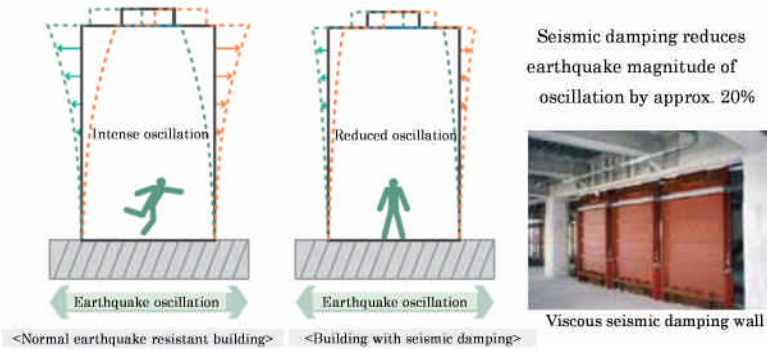 Intense oscillation
Earthquake oscillation
<Normal earthquake resistant building>
Reduced oscillation
Earthquake oscillation
<Building with seismic damping>
Seismic damping reduces
earthquake magnitude of
oscillation by approx. 20%
Viscous seismic damping wall